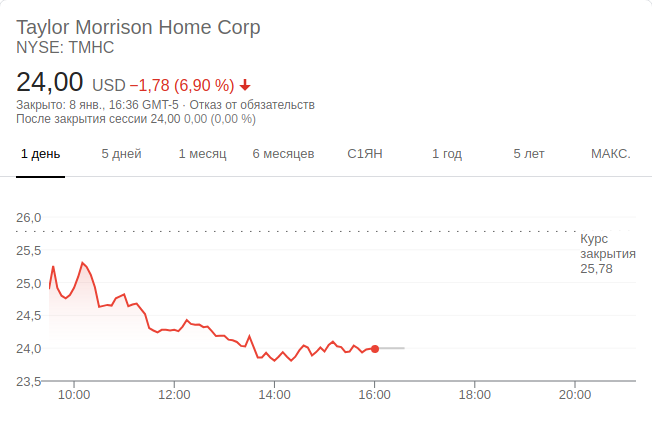 Taylor Morrison Home Corp
NYSE: TMHC
24,00 USD −1,78 (6,90 %)
Закрыто: 8 янв., 16:36 GMT-5 · Отказ от обязательств
После закрытия сессии 24,00 0,00 (0,00 %)
1 день 5 дней 1 месяц 6 месяцев С1ЯН 1 год 5 лет МАКС.
26,0
Курс
закрытия
25,78
25,5
25,0
24,5
24,0
23,5
10:00 12:00 14:00 16:00 18:00 20:00